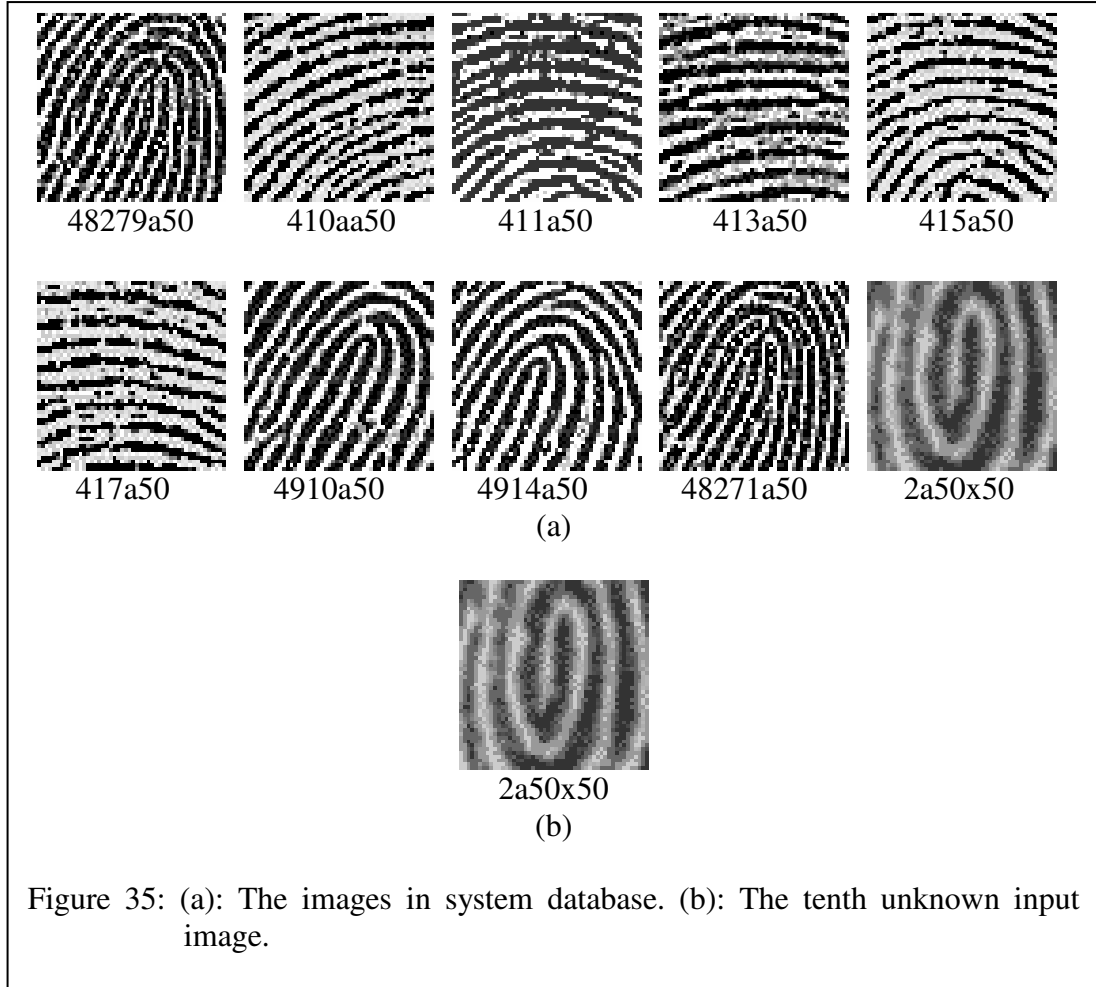 48279a50 410aa50 411a50 413a50 415a50
417a50 4910a50 4914a50 48271a50 2a50x50
(a)
2a50x50
(b)
Figure 35: (a): The images in system database. (b): The tenth unknown input
image.